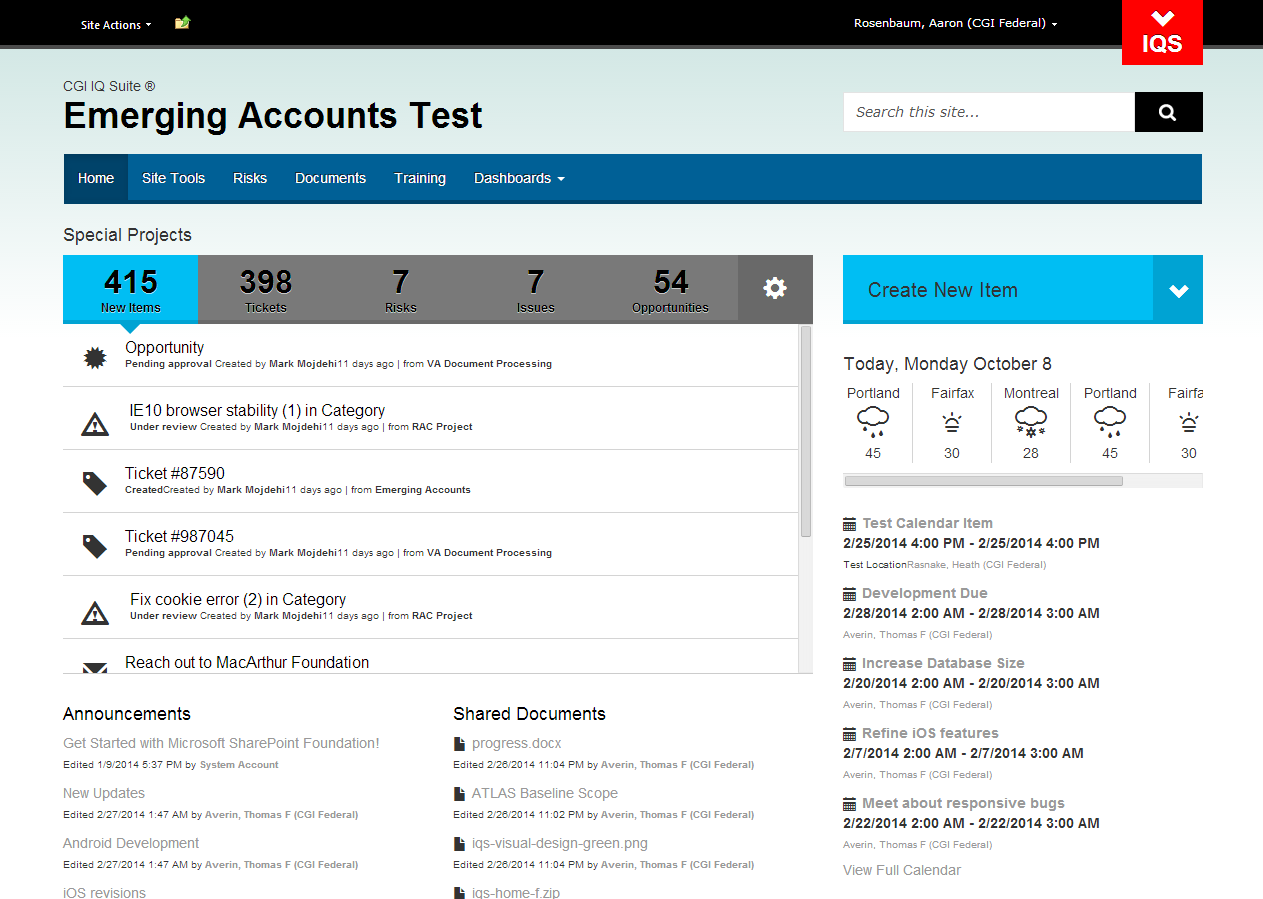 Site Actions
Rosenbaum, Aaron (CGI Federal)
IQS
CGI IQ Suite ®
Emerging Accounts Test
Search this site...
Home Site Tools Risks Documents Training Dashboards
Special Projects
415 398 7 7 54
New Items Tickets Risks Issues Opportunities
Opportunity
Pending approval Created by Mark Mojdehi11 days ago | from VA Document Processing
IE10 browser stability (1) in Category
Under review Created by Mark Mojdehi11 days ago | from RAC Project
Ticket #87590
CreatedCreated by Mark Mojdehi11 days ago | from Emerging Accounts
Ticket #987045
Pending approval Created by Mark Mojdehi11 days ago | from VA Document Processing
Fix cookie error (2) in Category
Under review Created by Mark Mojdehi11 days ago | from RAC Project
Reach out to MacArthur Foundation
Announcements
Get Started with Microsoft SharePoint Foundation!
Edited 1/9/2014 5:37 PM by System Account
New Updates
Edited 2/27/2014 1:47 AM by Averin, Thomas F (CGI Federal)
Android Development
Edited 2/27/2014 1:47 AM by Averin, Thomas F (CGI Federal)
iOS revisions
Shared Documents
progress.docx
Edited 2/26/2014 11:04 PM by Averin, Thomas F (CGI Federal)
ATLAS Baseline Scope
Edited 2/26/2014 11:02 PM by Averin, Thomas F (CGI Federal)
iqs-visual-design-green.png
Edited 2/26/2014 11:04 PM by Averin, Thomas F (CGI Federal)
iqs-home-f.zip
Create New Item
Today, Monday October 8
Portland Fairfax Montreal Portland Fairfa
45 30 28 45 30
Test Calendar Item
2/25/2014 4:00 PM - 2/25/2014 4:00 PM
Test LocationRasnake, Heath (CGI Federal)
Development Due
2/28/2014 2:00 AM - 2/28/2014 3:00 AM
Averin, Thomas F (CGI Federal)
Increase Database Size
2/20/2014 2:00 AM - 2/20/2014 3:00 AM
Averin, Thomas F (CGI Federal)
Refine iOS features
2/7/2014 2:00 AM - 2/7/2014 3:00 AM
Averin, Thomas F (CGI Federal)
Meet about responsive bugs
2/22/2014 2:00 AM - 2/22/2014 3:00 AM
Averin, Thomas F (CGI Federal)
View Full Calendar